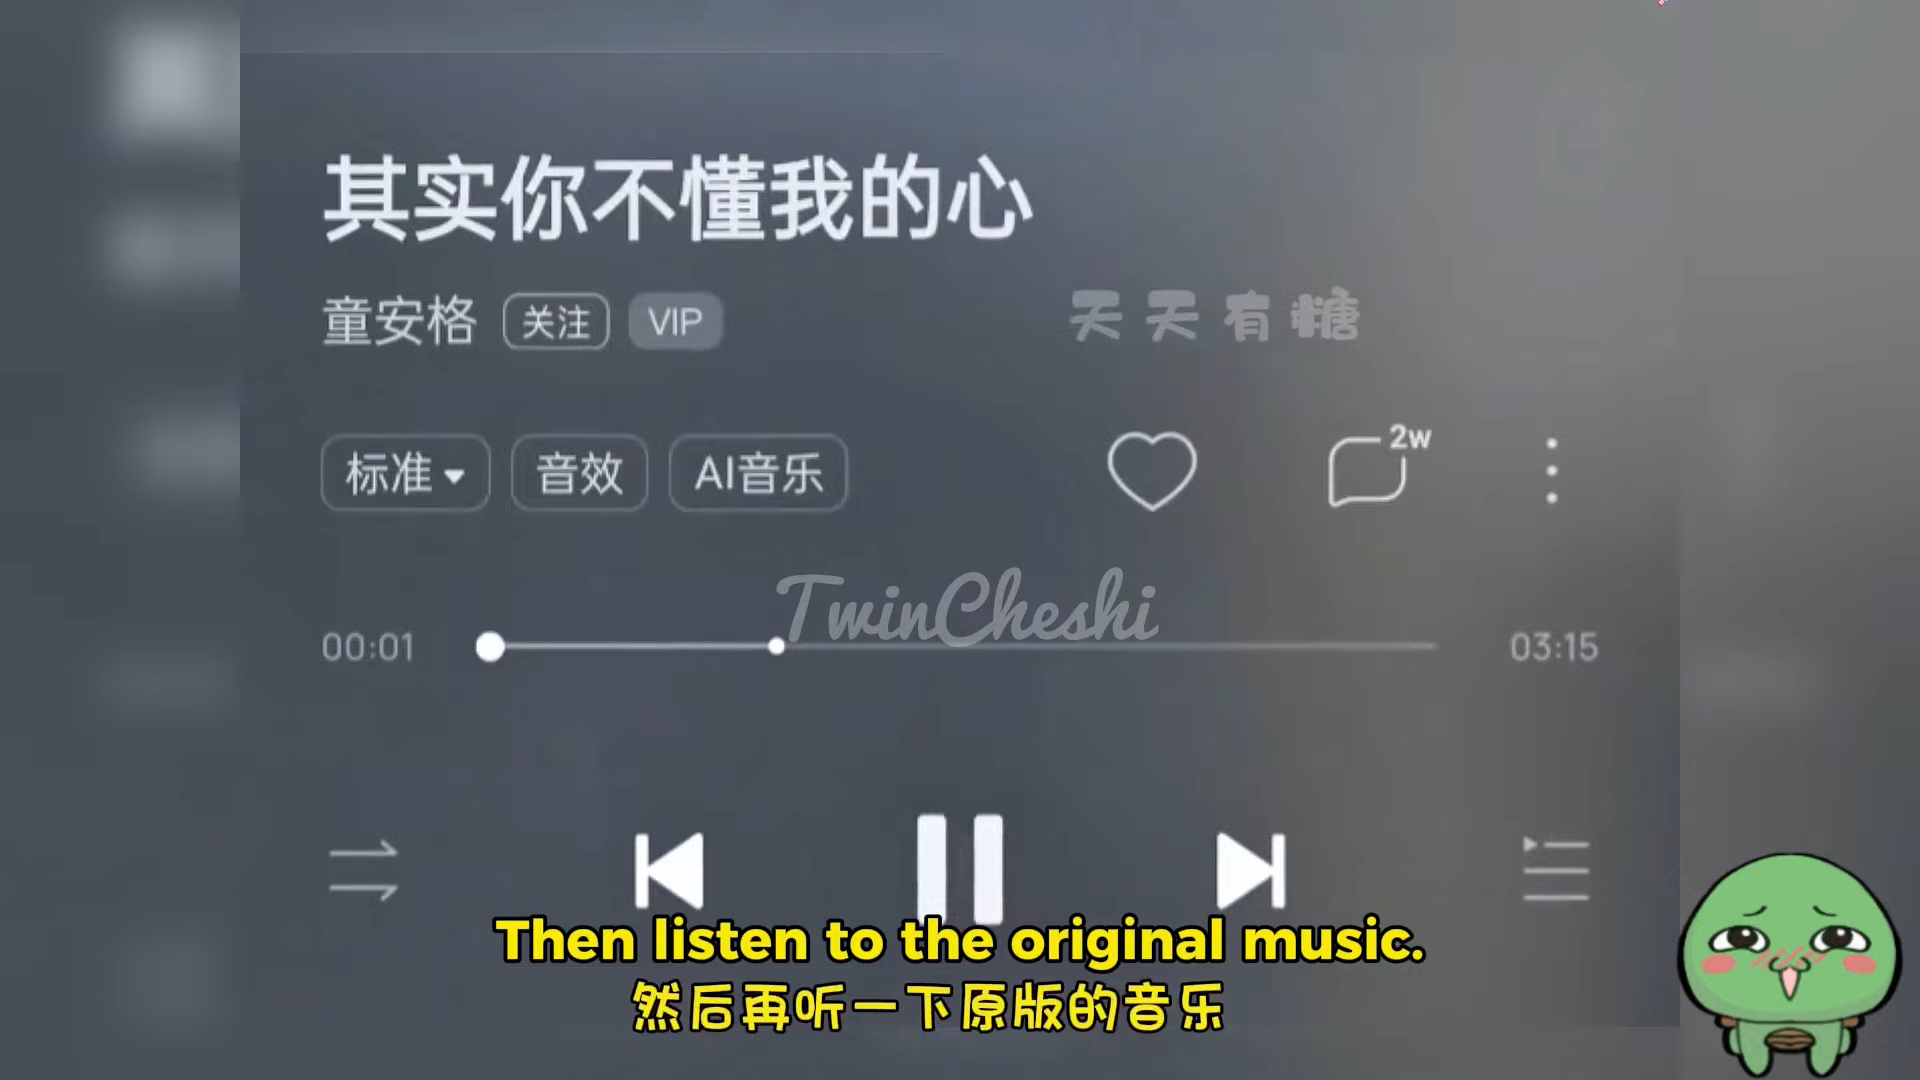 其实你不懂我的心
童安格 关注 VIP
天天有糖
标准 音效 AI音乐
2w
TwinCheshi
00:01
03:15
Then listen to the original music.
然后再听一下原版的音乐